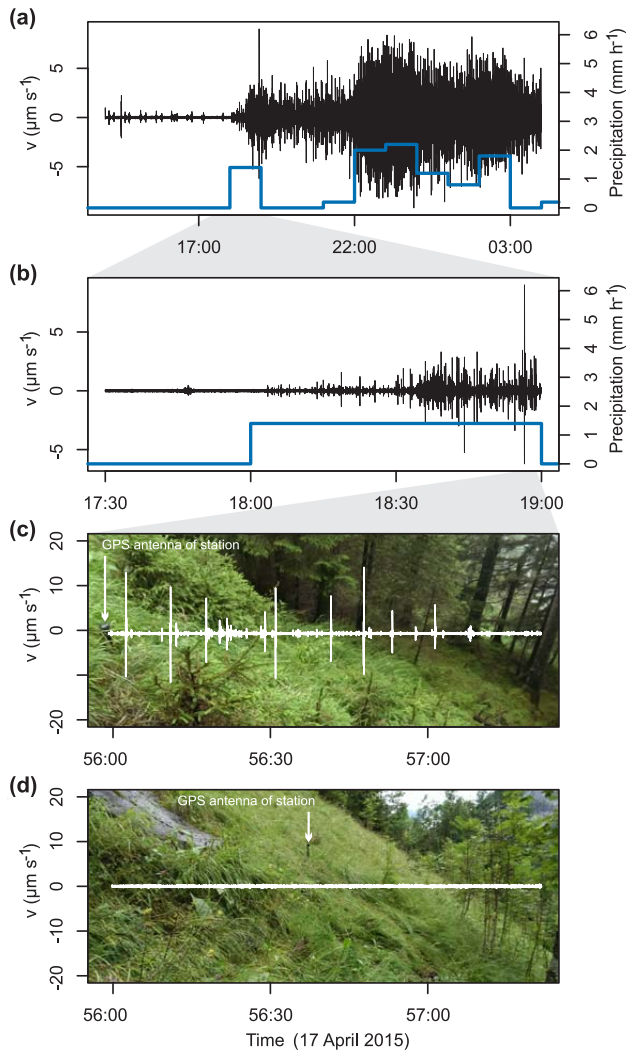 (a)
v (µm s⁻¹)
5
0
-5
6
5
4
3
2
1
0
Precipitation (mm h⁻¹)
17:00 22:00 03:00
(b)
v (µm s⁻¹)
5
0
-5
6
5
4
3
2
1
0
Precipitation (mm h⁻¹)
17:30 18:00 18:30 19:00
(c)
GPS antenna of station
v (µm s⁻¹)
20
10
0
-10
-20
56:00 56:30 57:00
(d)
GPS antenna of station
v (µm s⁻¹)
20
10
0
-10
-20
56:00 56:30 57:00
Time (17 April 2015)